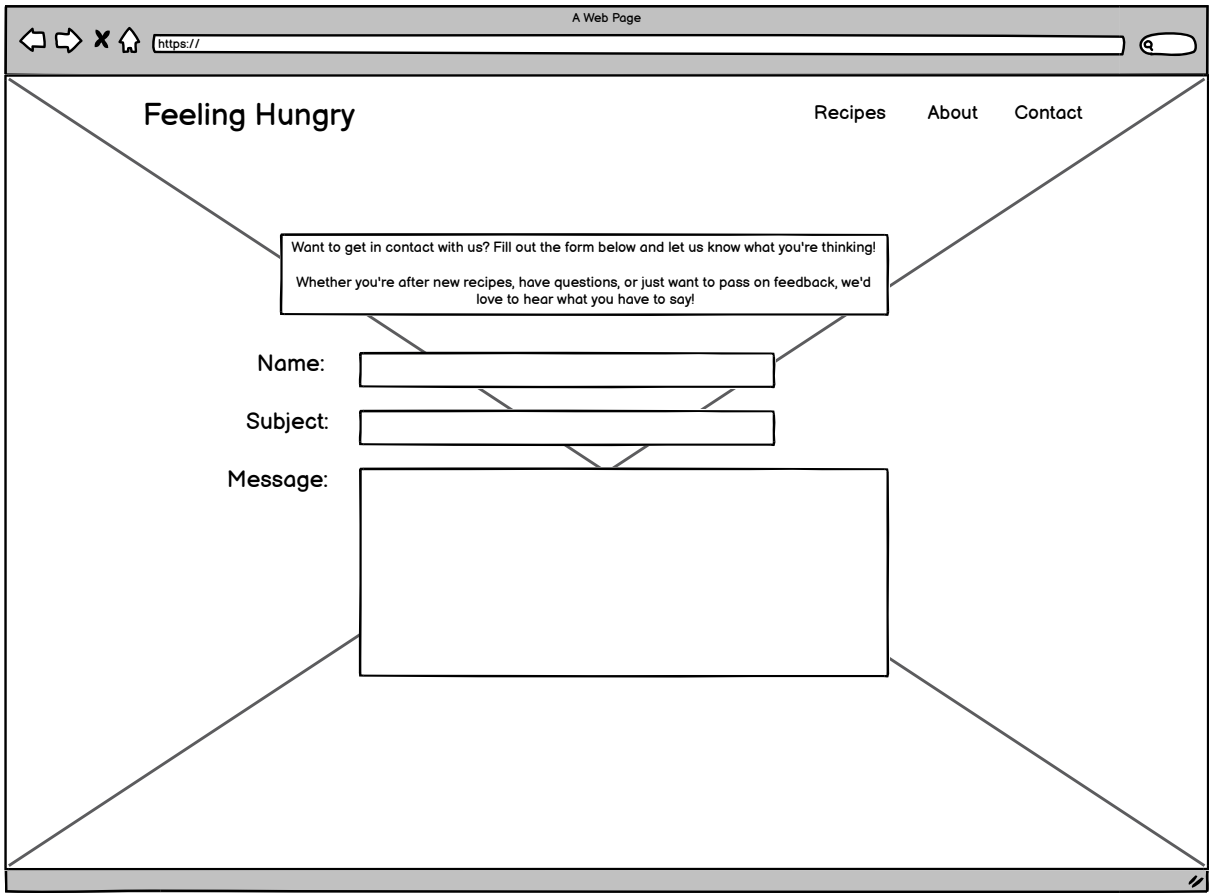 A Web Page
https://
Feeling Hungry
Recipes About Contact
Want to get in contact with us? Fill out the form below and let us know what you're thinking!
Whether you're after new recipes, have questions, or just want to pass on feedback, we'd
love to hear what you have to say!
Name:
Subject:
Message: